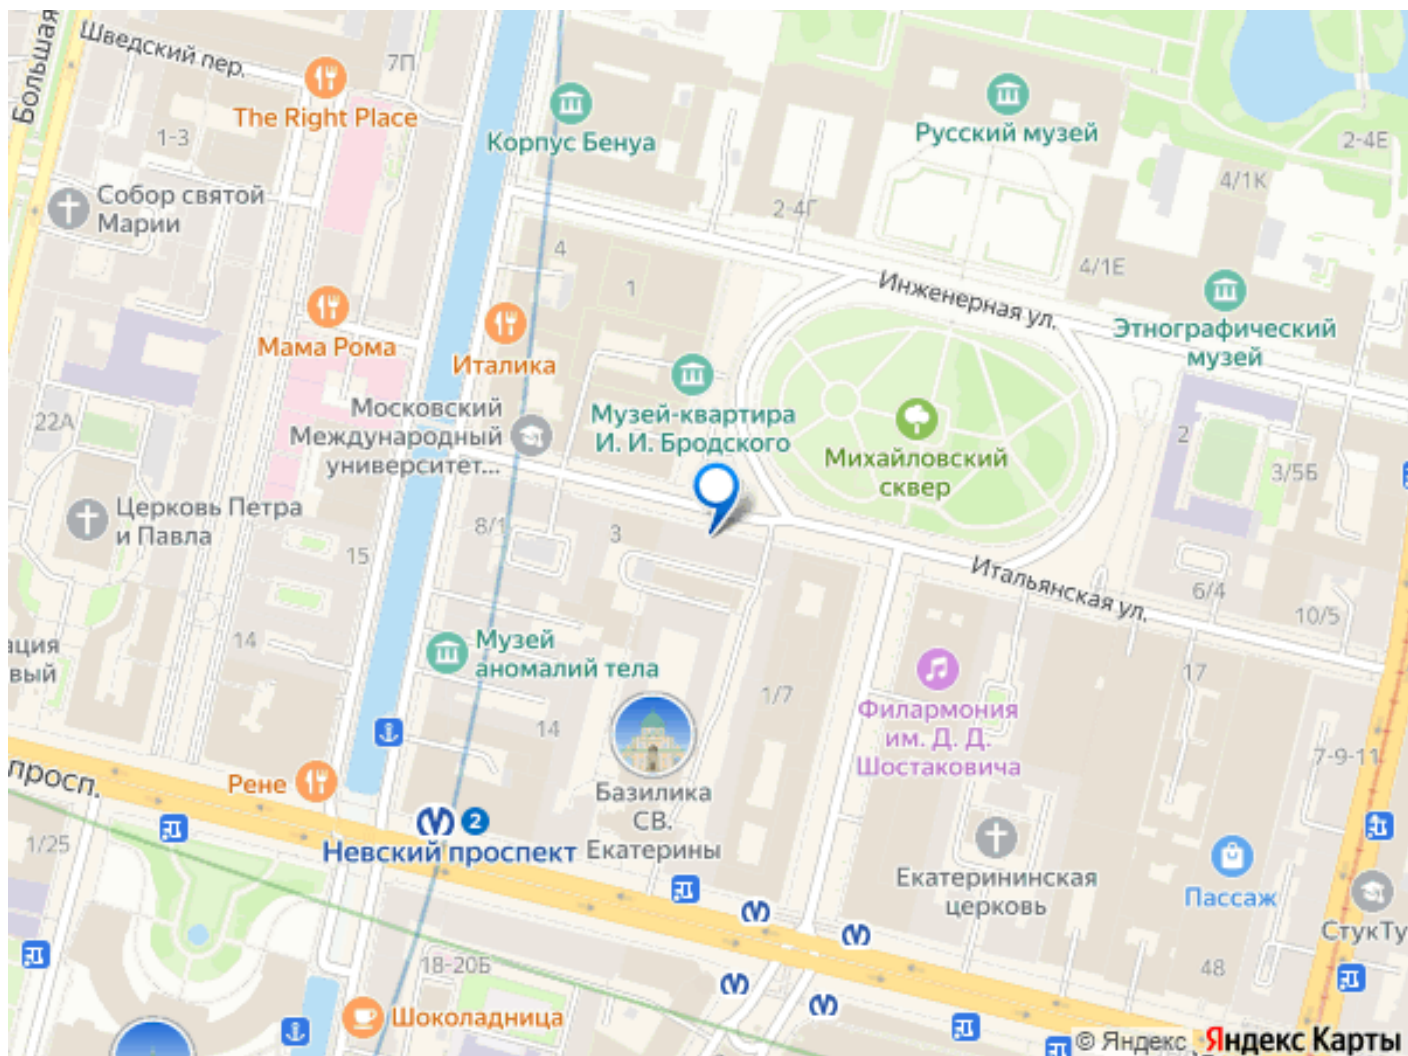 Большая
Шведский пер.
7П
The Right Place
1-3
Корпус Бенуа
Русский музей
2-4Е
4/1К
Собор святой
Марии
2-4Г
4
4/1Е
1
Инженерная ул.
Этнографический
музей
Мама Рома
Италика
Московский
Международный
университет...
Музей-квартира
И. И. Бродского
Михайловский
сквер
22А
2
3/5Б
Церковь Петра
и Павла
8/1
3
15
Итальянская ул.
6/4
10/5
14
ация
вый
Музей
аномалий тела
1/7
17
Филармония
им. Д. Д.
Шостаковича
14
7-9-11
просп.
Рене
Базилика
СВ.
Екатерины
2
Невский проспект
1/25
Екатерининская
церковь
Пассаж
СтукТу
18-20Б
48
Шоколадница
© Яндекс
Яндекс Карты